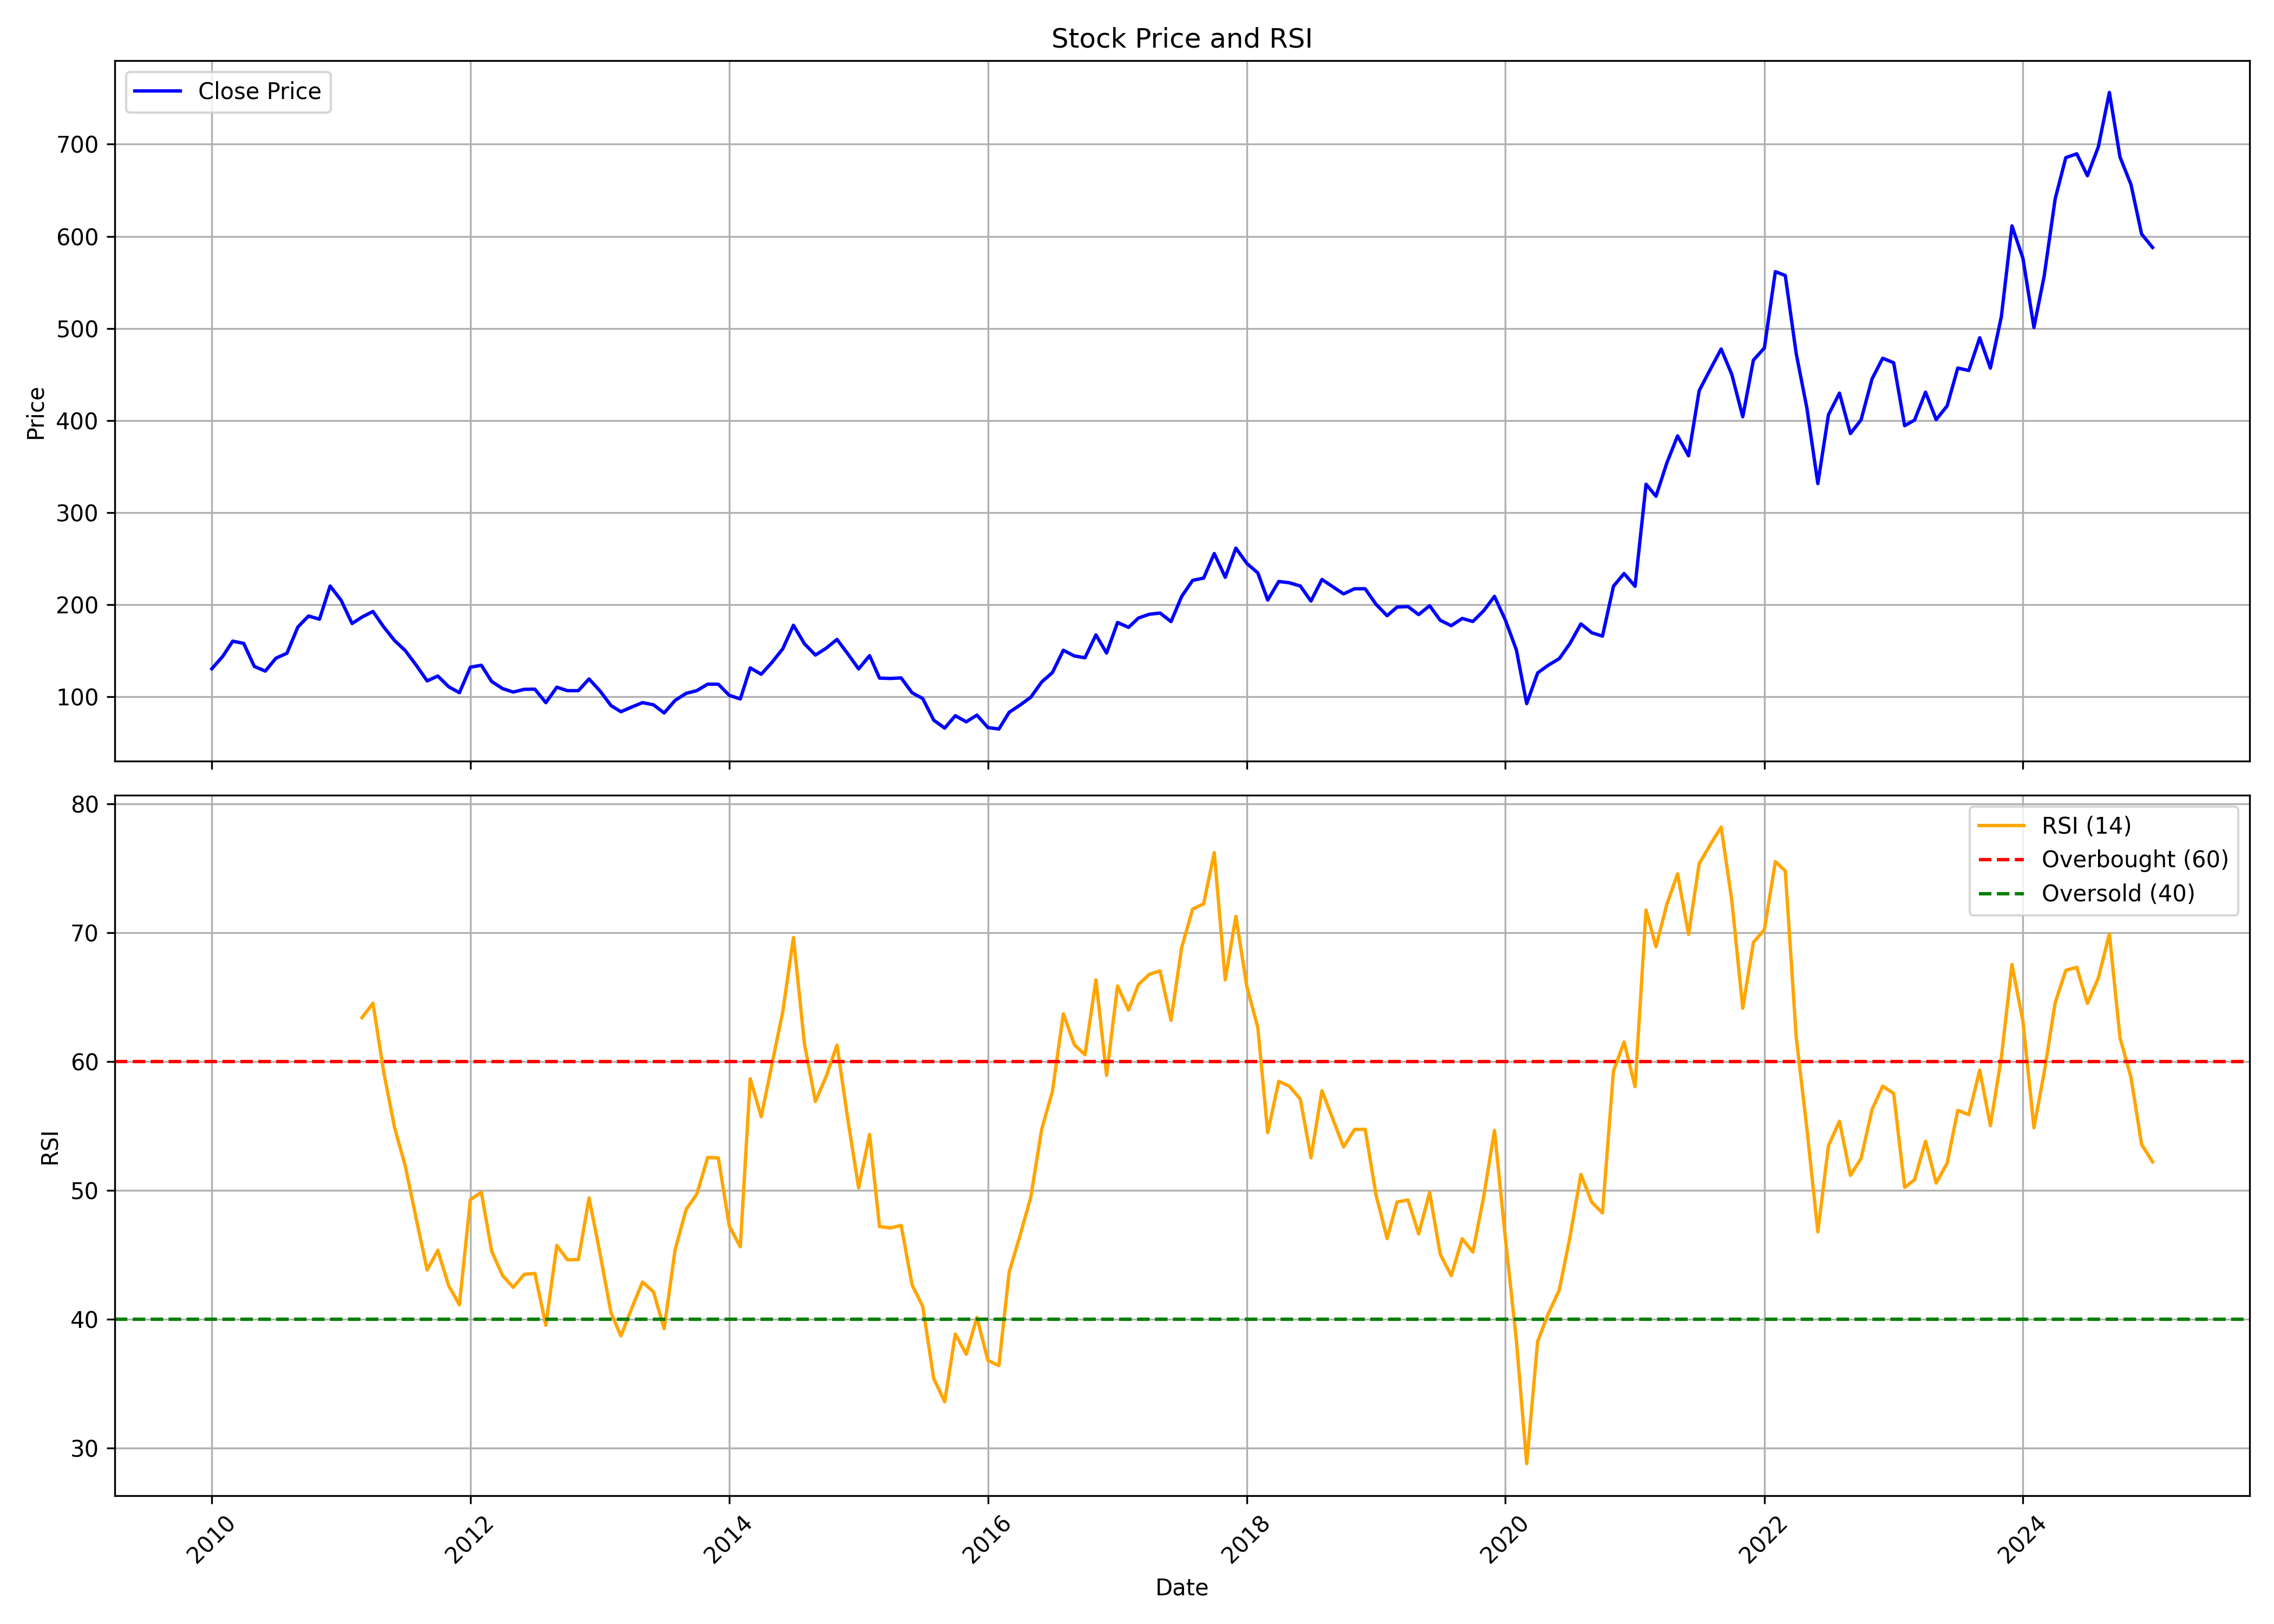 Stock Price and RSI
Close Price
Price
700
600
500
400
300
200
100
RSI (14)
Overbought (60)
Oversold (40)
RSI
80
70
60
50
40
30
2010
2012
2014
2016
2018
2020
2022
2024
Date